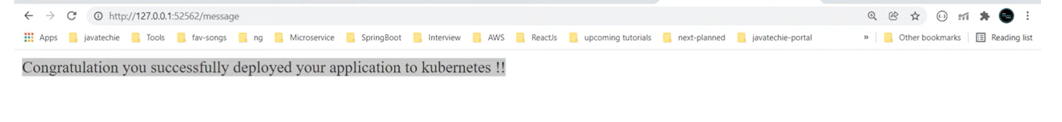 http://127.0.0.1:52562/message
Apps javatechie Tools fav-songs ng Microservice SpringBoot Interview AWS ReactJs upcoming tutorials next-planned javatechie-portal » Other bookmarks Reading list
Congratulation you successfully deployed your application to kubernetes !!